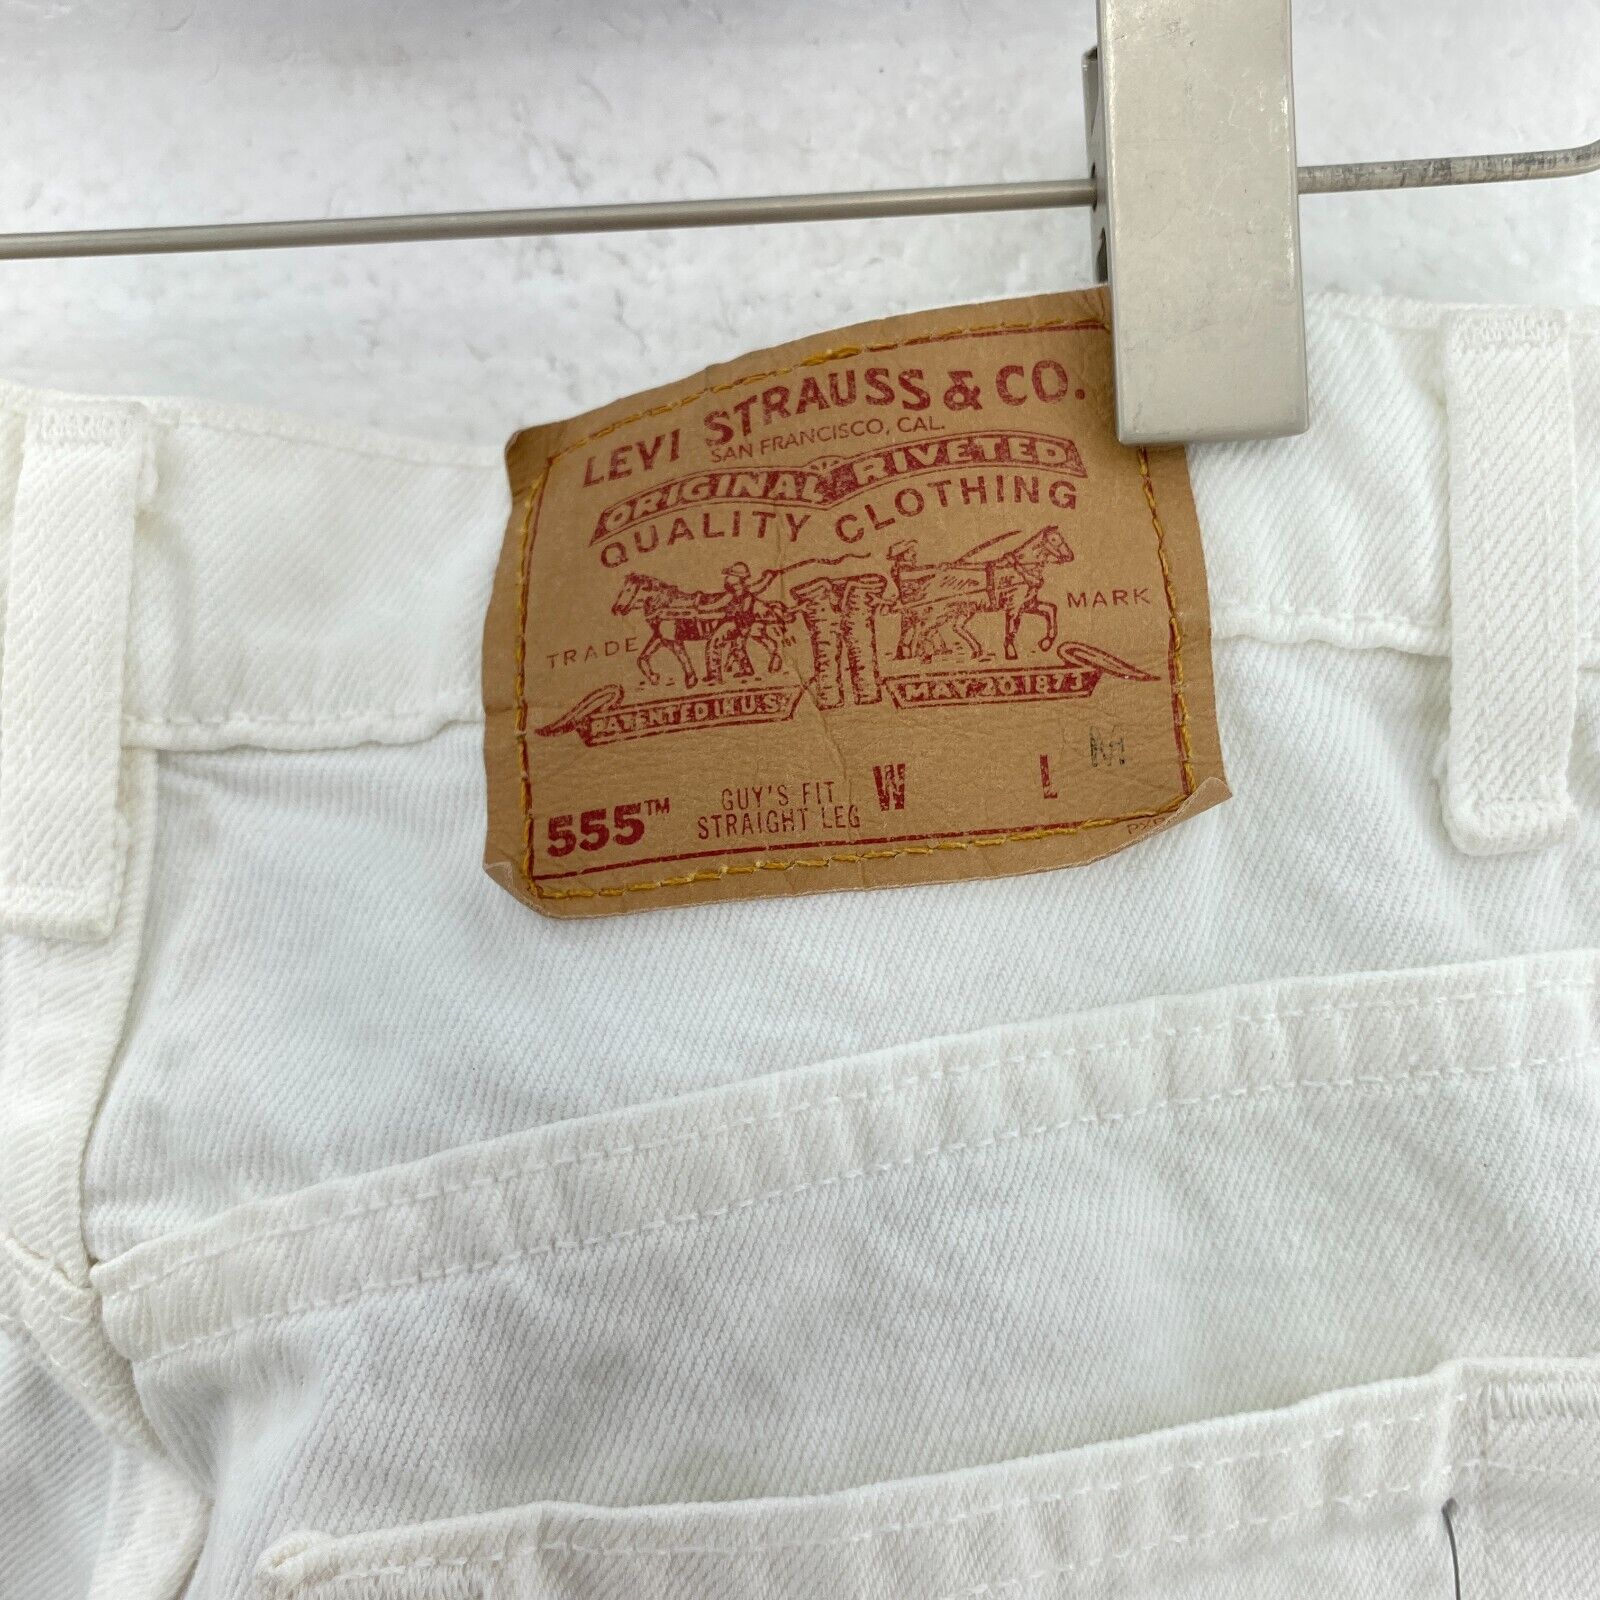 LEVI STRAUSS & CO.
SAN FRANCISCO, CAL.
ORIGINAL RIVETED
QUALITY CLOTHING
TRADE MARK
PATENTED IN U.S. MAY 20 1873
555™ GUY'S FIT STRAIGHT LEG W L M